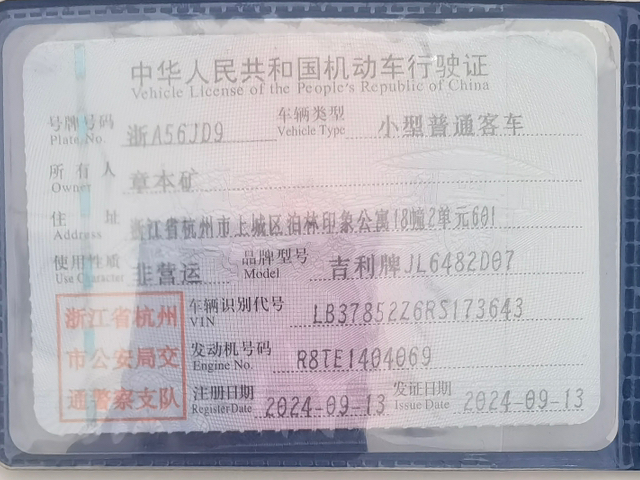 中华人民共和国机动车行驶证
Vehicle License of the People's Republic of China
号牌号码 浙A56JD9 车辆类型 小型普通客车
Plate No. Vehicle Type
所有人 章本矿
Owner
住址 浙江省杭州市上城区泊林印象公寓18幢2单元601
Address
使用性质 非营运 品牌型号 吉利牌JL6482D07
Use Character Model
浙江省杭州
市公安局交
通警察支队
车辆识别代号 LB37852Z6RS173643
VIN
发动机号码 R8TE1404069
Engine No.
注册日期 2024-09-13 发证日期 2024-09-13
Register Date Issue Date